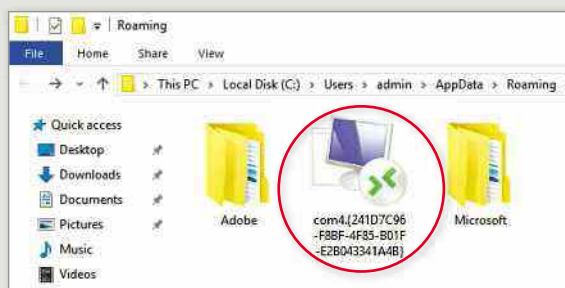 Roaming
File Home Share View
This PC > Local Disk (C:) > Users > admin > AppData > Roaming
Quick access
Desktop
Downloads
Documents
Pictures
Music
Videos
Adobe
com4.{241D7C96
-F8BF-4F85-B01F
-E2B043341A4B}
Microsoft